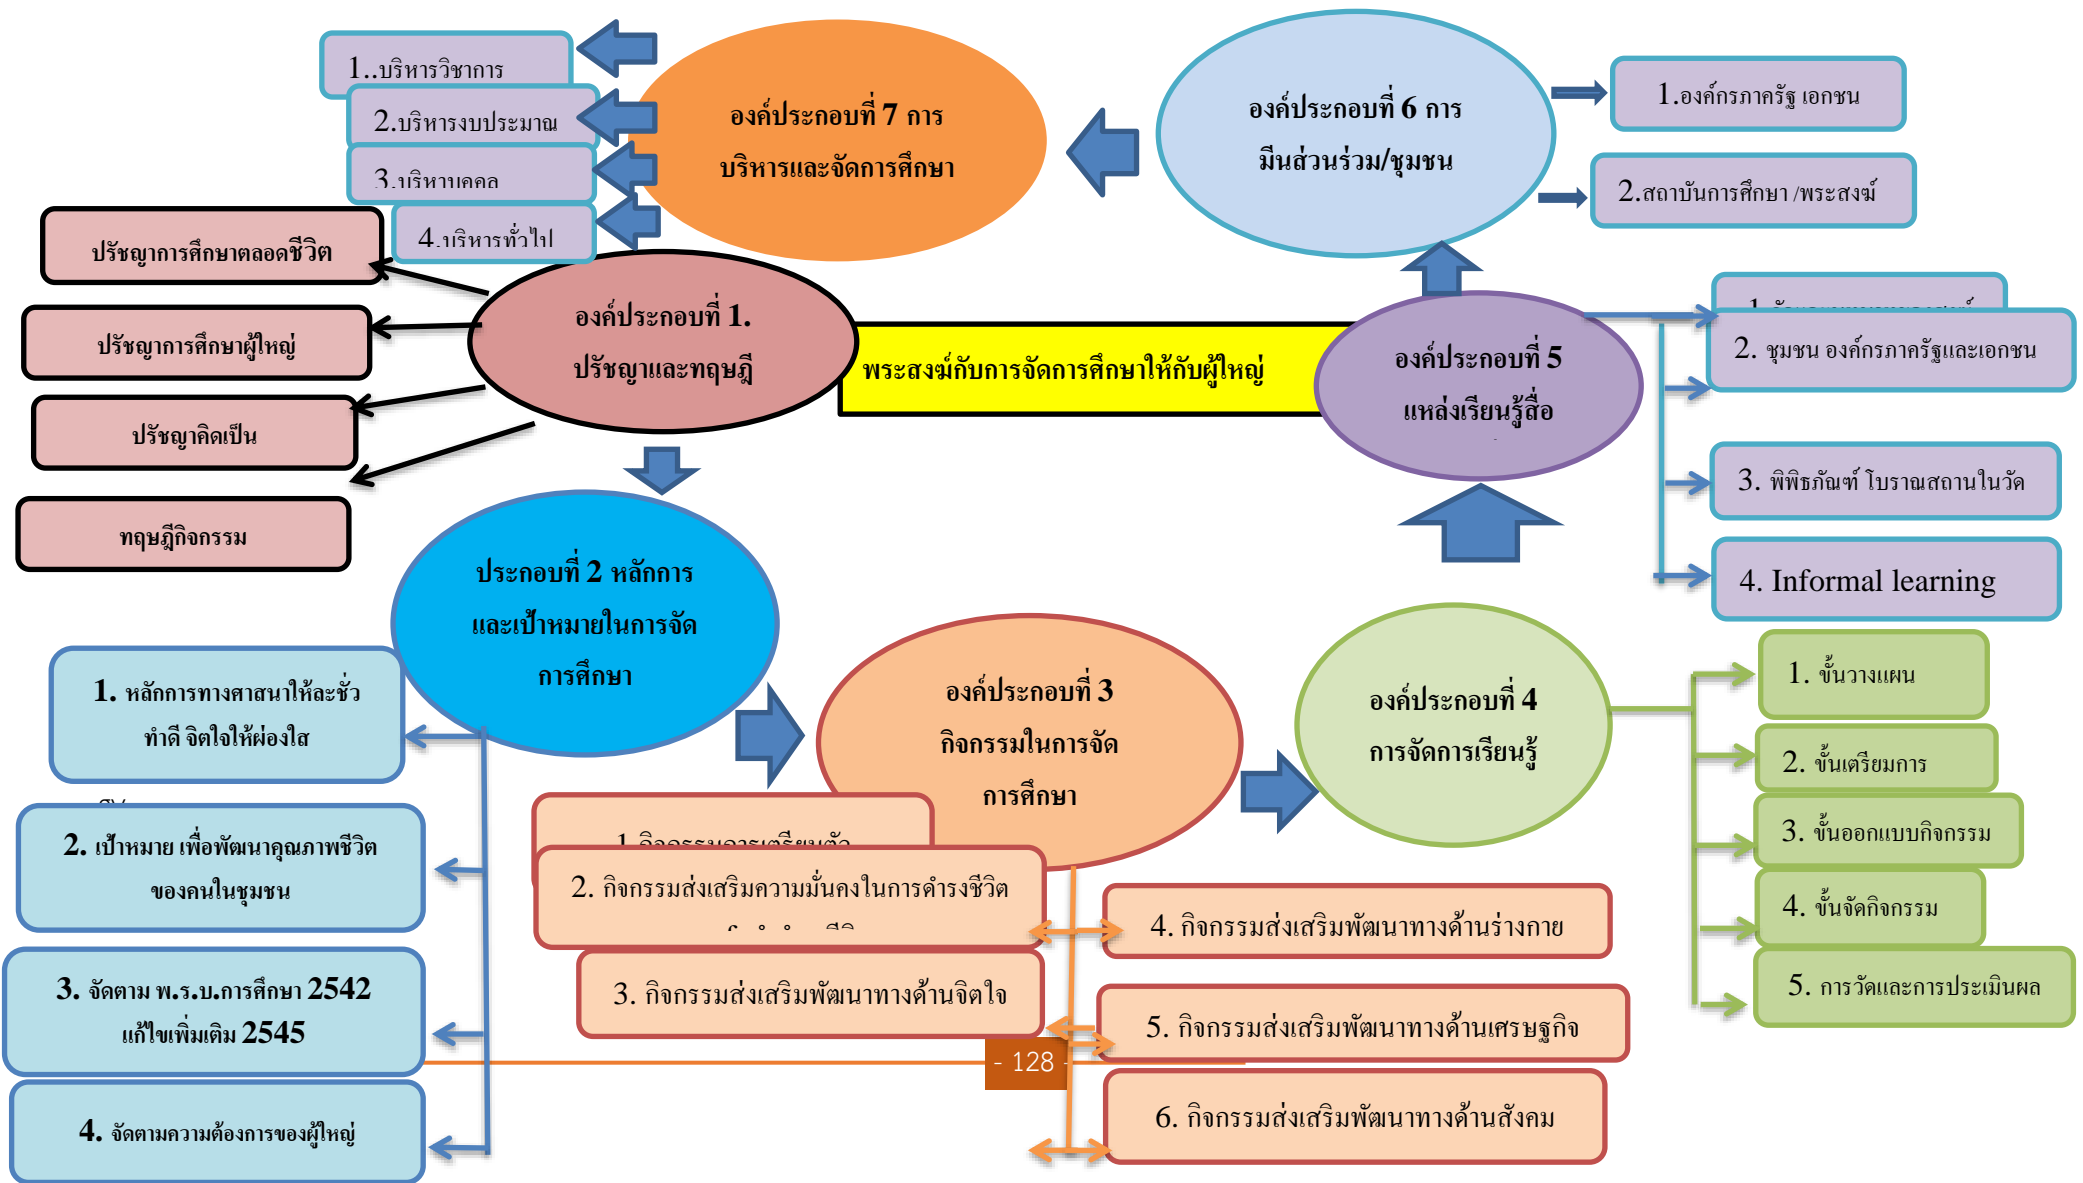 1..บริหารวิชาการ
2.บริหารงบประมาณ
3.บริหาบุคคล
4.บริหารทั่วไป
องค์ประกอบที่ 7 การ
บริหารและจัดการศึกษา
องค์ประกอบที่ 6 การ
มีนส่วนร่วม/ชุมชน
1.องค์กรภาครัฐ เอกชน
2.สถาบันการศึกษา /พระสงฆ์
ปรัชญาการศึกษาตลอดชีวิต
ปรัชญาการศึกษาผู้ใหญ่
ปรัชญาคิดเป็น
ทฤษฎีกิจกรรม
องค์ประกอบที่ 1.
ปรัชญาและทฤษฎี
พระสงฆ์กับการจัดการศึกษาให้กับผู้ใหญ่
องค์ประกอบที่ 5
แหล่งเรียนรู้สื่อ
1.
2. ชุมชน องค์กรภาครัฐและเอกชน
3. พิพิธภัณฑ์ โบราณสถานในวัด
4. Informal learning
ประกอบที่ 2 หลักการ
และเป้าหมายในการจัด
การศึกษา
1. หลักการทางศาสนาให้ละชั่ว
ทำดี จิตใจให้ผ่องใส
2. เป้าหมาย เพื่อพัฒนาคุณภาพชีวิต
ของคนในชุมชน
3. จัดตาม พ.ร.บ.การศึกษา 2542
แก้ไขเพิ่มเติม 2545
4. จัดตามความต้องการของผู้ใหญ่
องค์ประกอบที่ 3
กิจกรรมในการจัด
การศึกษา
1.กิจกรรมการเตรียมตัว
2. กิจกรรมส่งเสริมความมั่นคงในการดำรงชีวิต
3. กิจกรรมส่งเสริมพัฒนาทางด้านจิตใจ
4. กิจกรรมส่งเสริมพัฒนาทางด้านร่างกาย
5. กิจกรรมส่งเสริมพัฒนาทางด้านเศรษฐกิจ
6. กิจกรรมส่งเสริมพัฒนาทางด้านสังคม
องค์ประกอบที่ 4
การจัดการเรียนรู้
1. ขั้นวางแผน
2. ขั้นเตรียมการ
3. ขั้นออกแบบกิจกรรม
4. ขั้นจัดกิจกรรม
5. การวัดและการประเมินผล
- 128 -